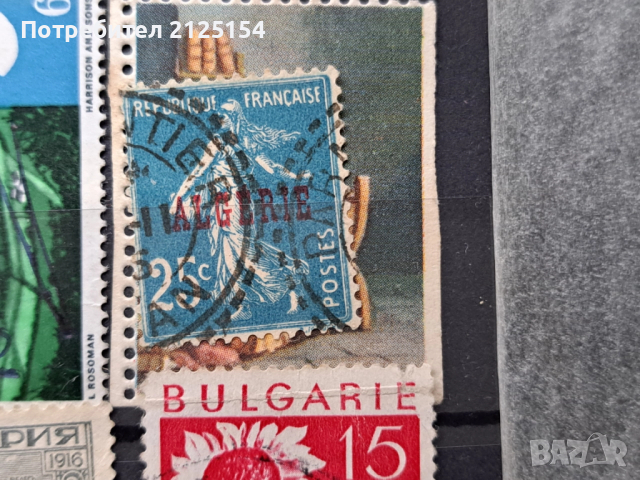 Потребител 2125154
HARRISON AND SONS
REPUBLIQUE FRANÇAISE
ALGERIE
25c
POSTES
ROSOMAN
BULGARIE
15
РИЯ
1916
bazar